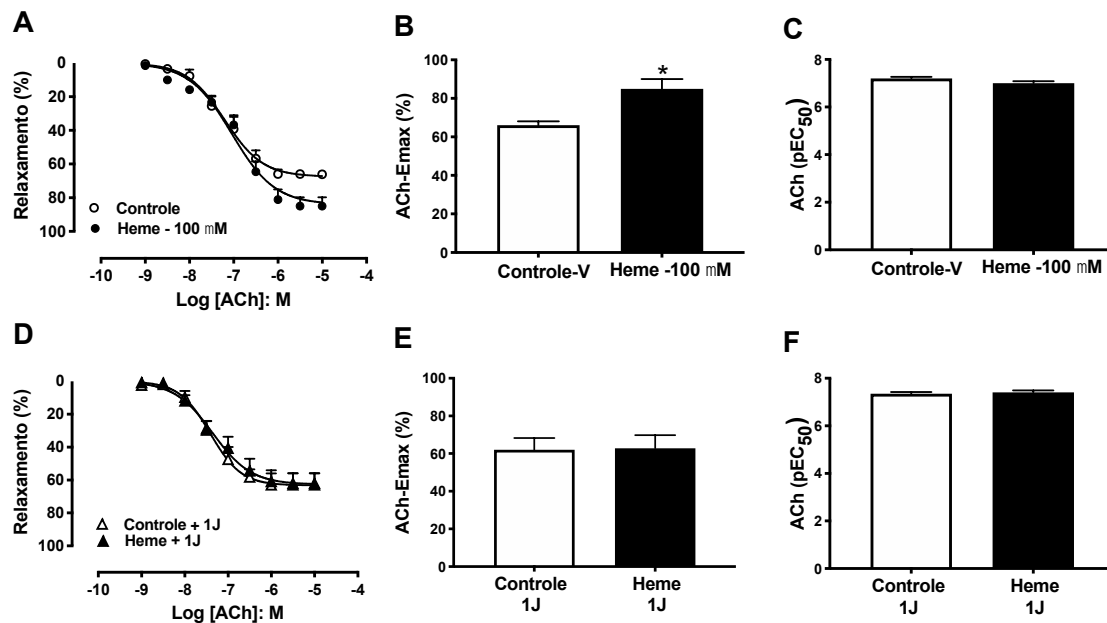 A
Relaxamento (%)
0
20
40
60
80
100
Controle
Heme - 100 mM
-10 -9 -8 -7 -6 -5 -4
Log [ACh]: M
B
ACh-Emax (%)
100
80
60
40
20
0
*
Controle-V Heme -100 mM
C
ACh (pEC50)
8
6
4
2
0
Controle-V Heme -100 mM
D
Relaxamento (%)
0
20
40
60
80
100
Controle + 1J
Heme + 1J
-10 -9 -8 -7 -6 -5 -4
Log [ACh]: M
E
ACh-Emax (%)
100
80
60
40
20
0
Controle Heme
1J 1J
F
ACh (pEC50)
8
6
4
2
0
Controle Heme
1J 1J